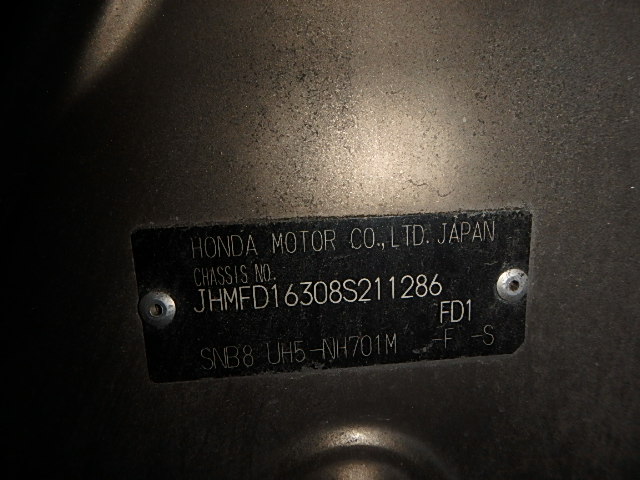 HONDA MOTOR CO.,LTD. JAPAN
CHASSIS NO.
JHMFD16308S211286
FD1
SNB8 UH5-NH701M -F -S